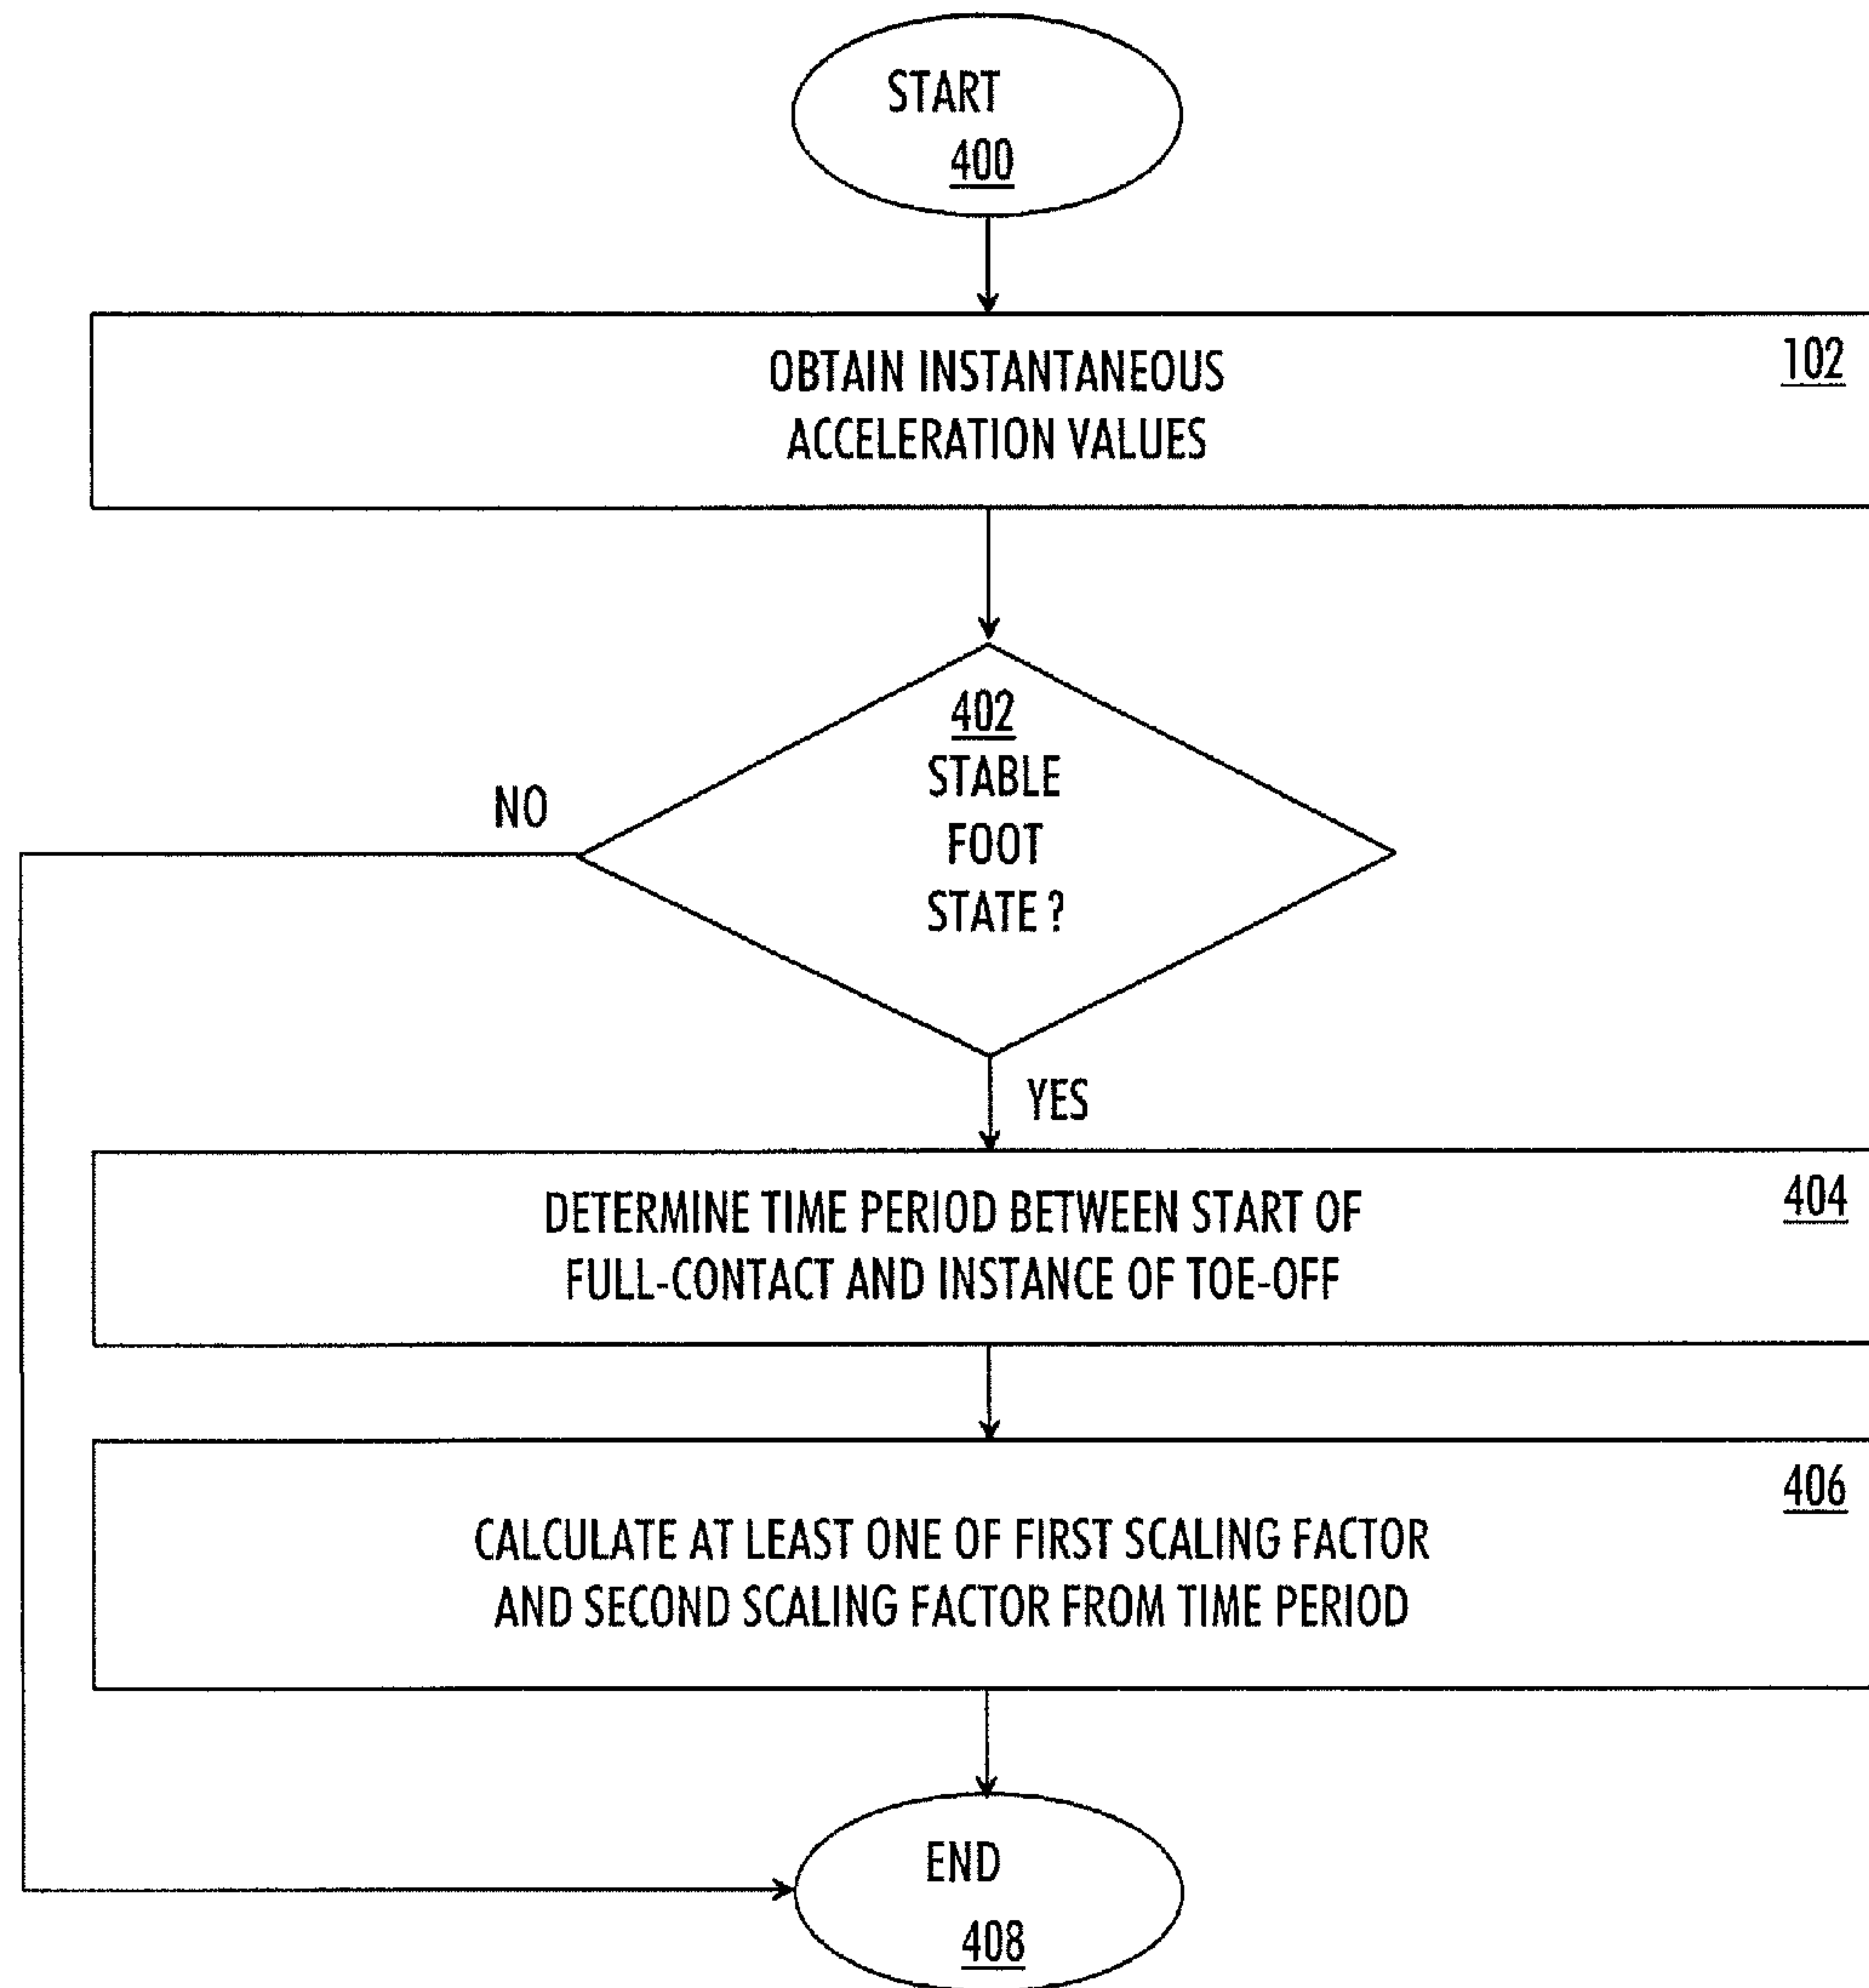 START
400
OBTAIN INSTANTANEOUS
ACCELERATION VALUES
102
402
STABLE
FOOT
STATE ?
NO
YES
DETERMINE TIME PERIOD BETWEEN START OF
FULL-CONTACT AND INSTANCE OF TOE-OFF
404
CALCULATE AT LEAST ONE OF FIRST SCALING FACTOR
AND SECOND SCALING FACTOR FROM TIME PERIOD
406
END
408